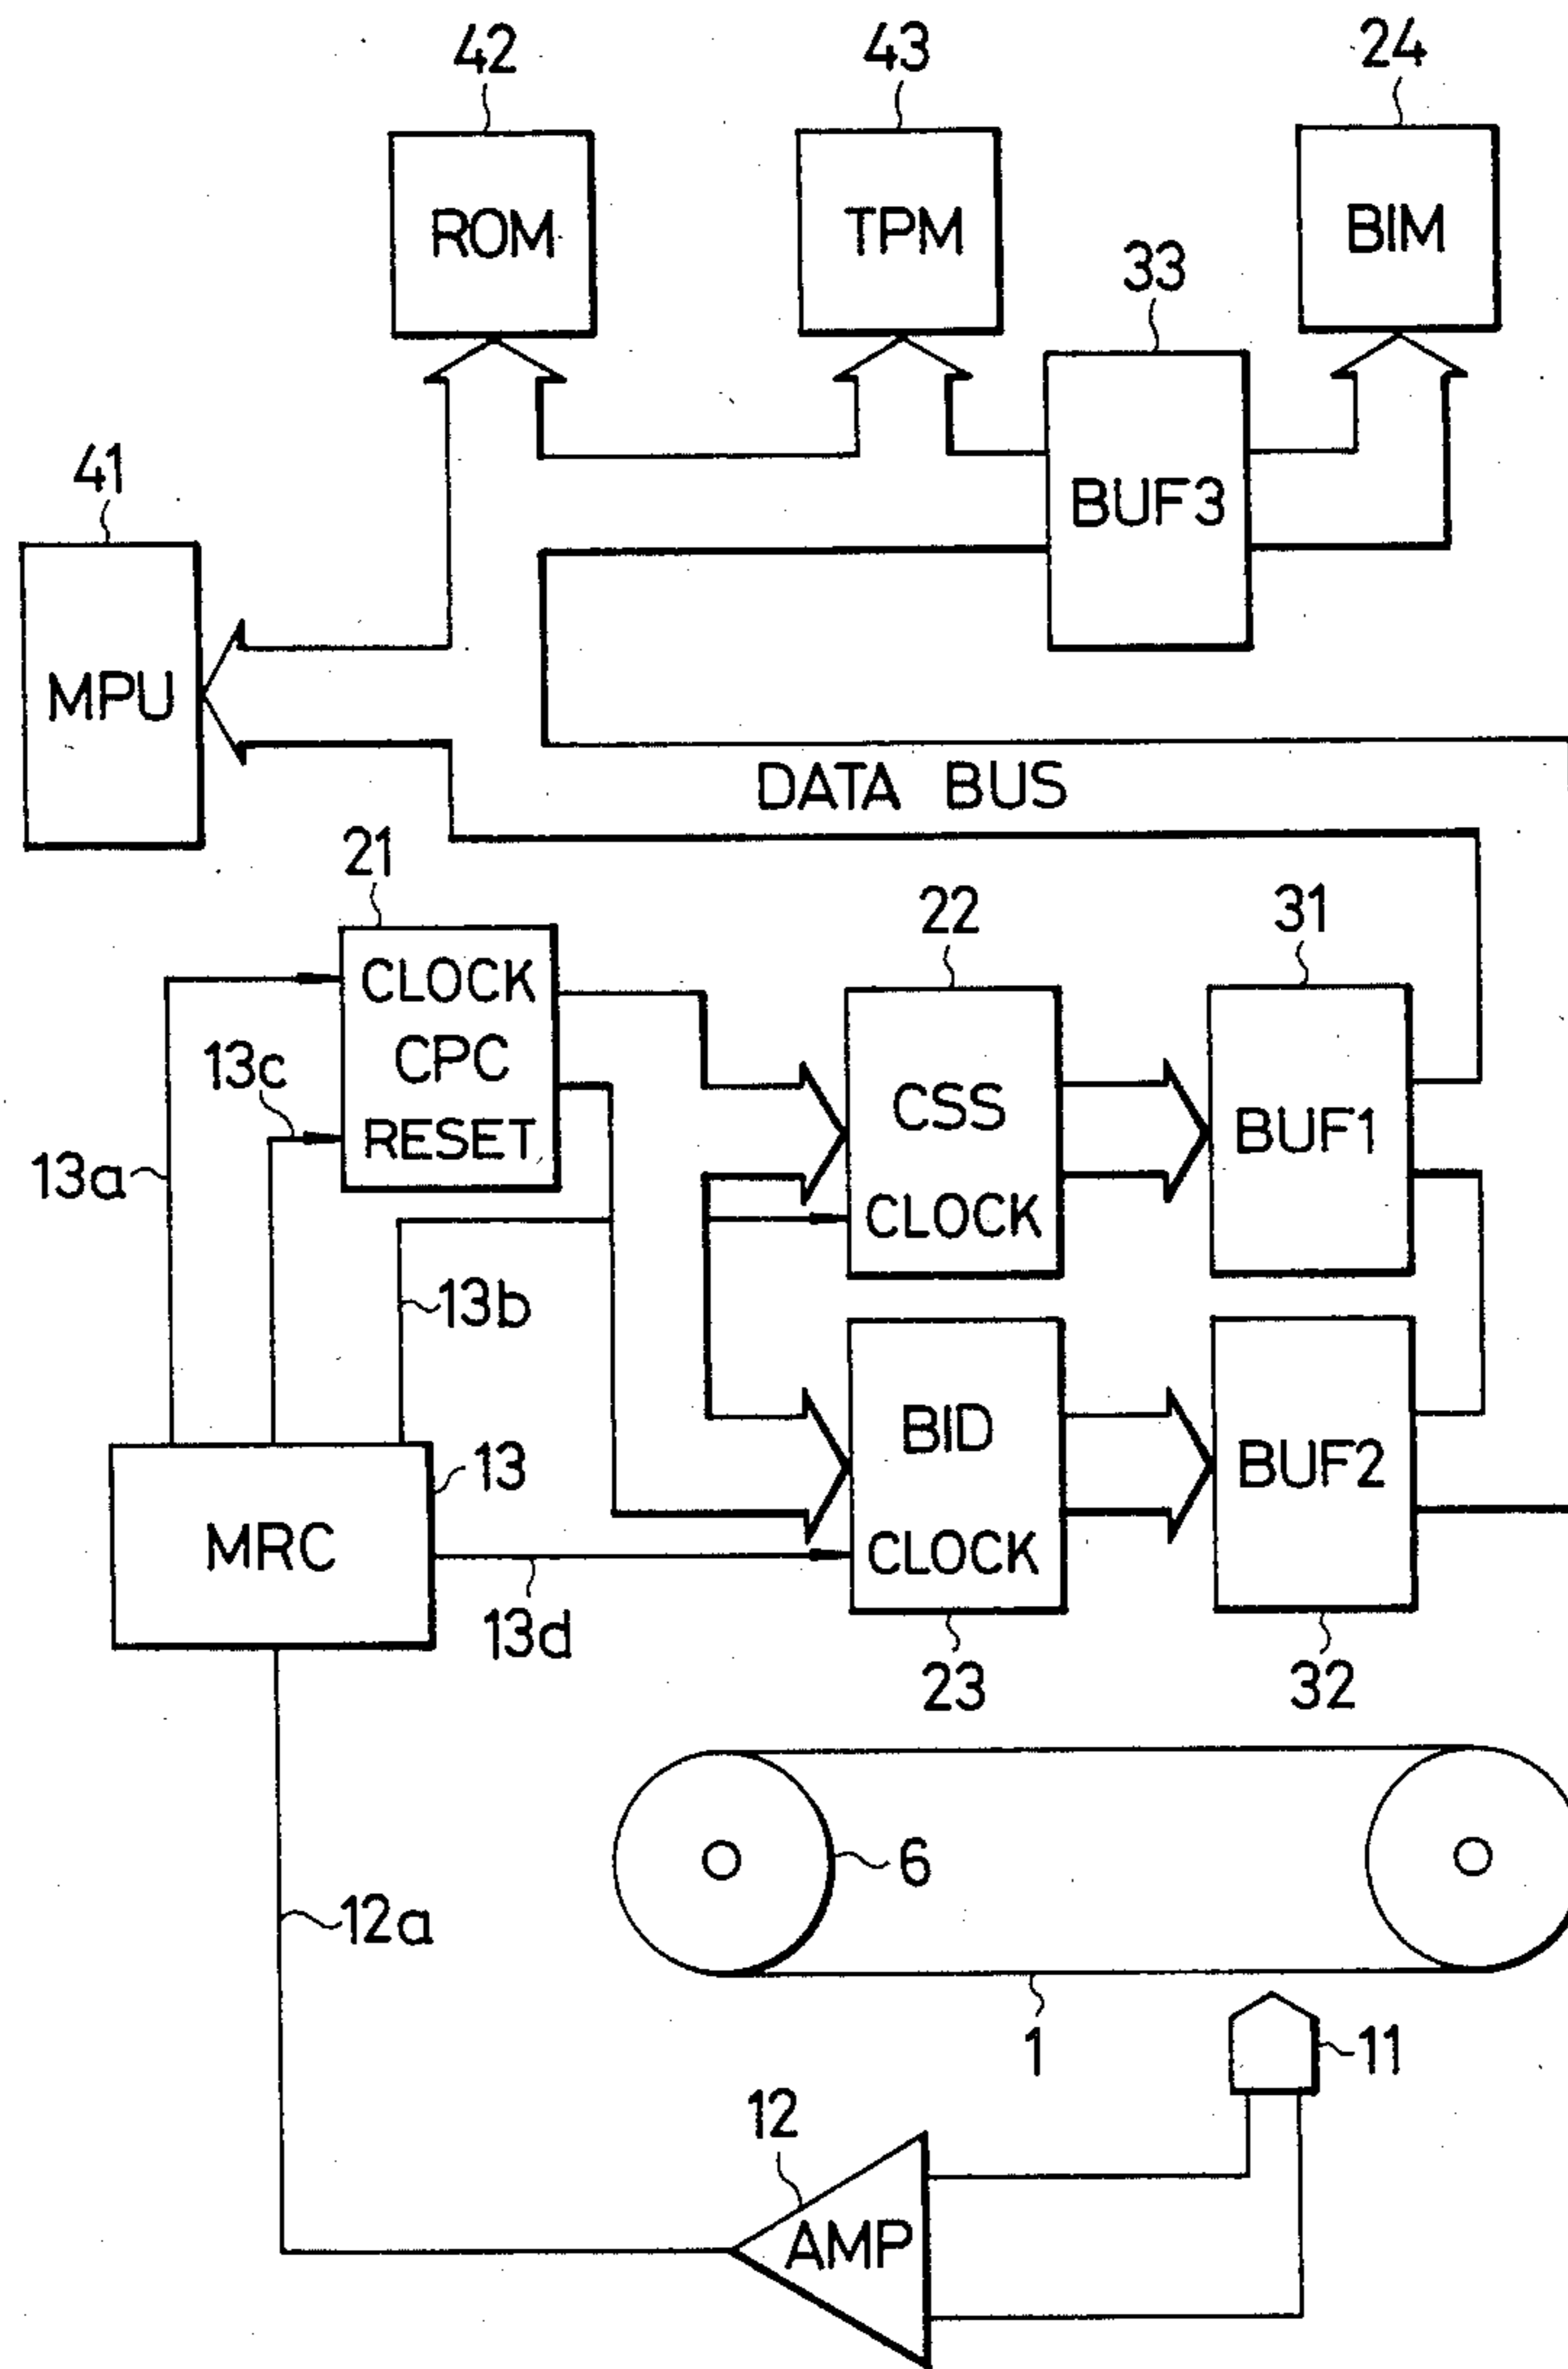 42
43
24
ROM
TPM
BIM
33
41
BUF3
MPU
DATA BUS
21
22
31
CLOCK
CPC
RESET
13c
13a
CSS
CLOCK
BUF1
13b
BID
CLOCK
BUF2
13
MRC
13d
23
32
6
12a
1
11
12
AMP